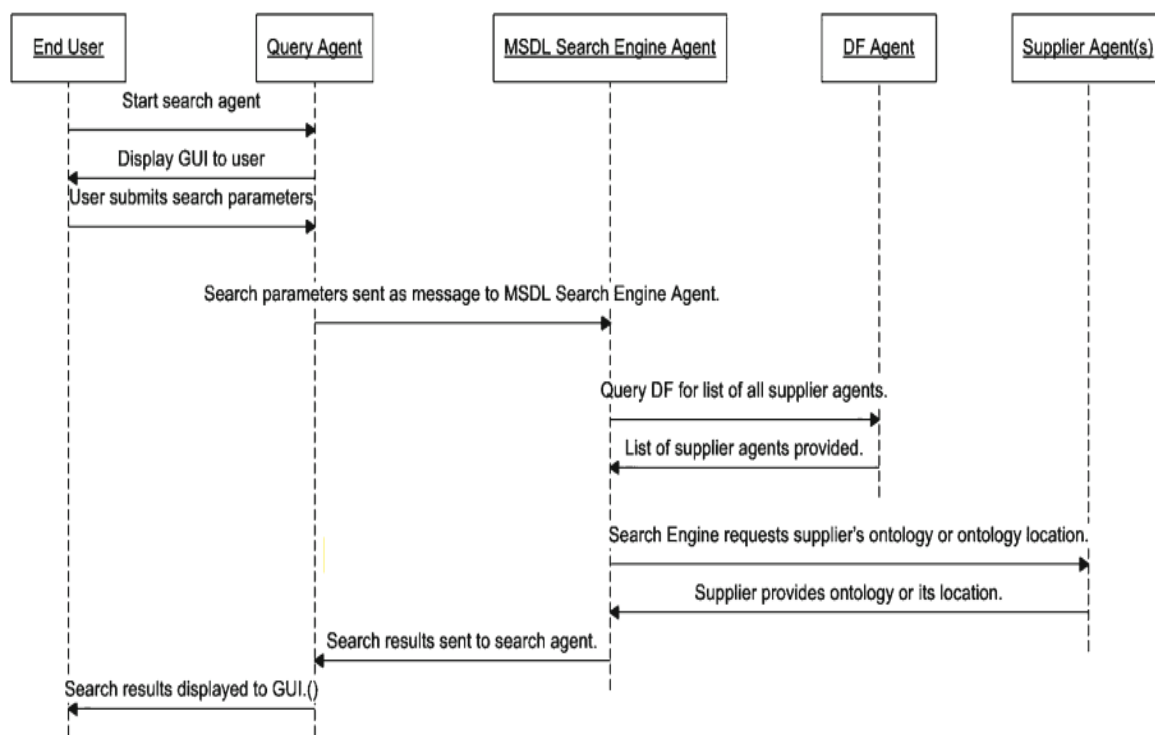 End User
Query Agent
MSDL Search Engine Agent
DF Agent
Supplier Agent(s)
Start search agent
Display GUI to user
User submits search parameters
Search parameters sent as message to MSDL Search Engine Agent.
Query DF for list of all supplier agents.
List of supplier agents provided.
Search Engine requests supplier's ontology or ontology location.
Supplier provides ontology or its location.
Search results sent to search agent.
Search results displayed to GUI.()